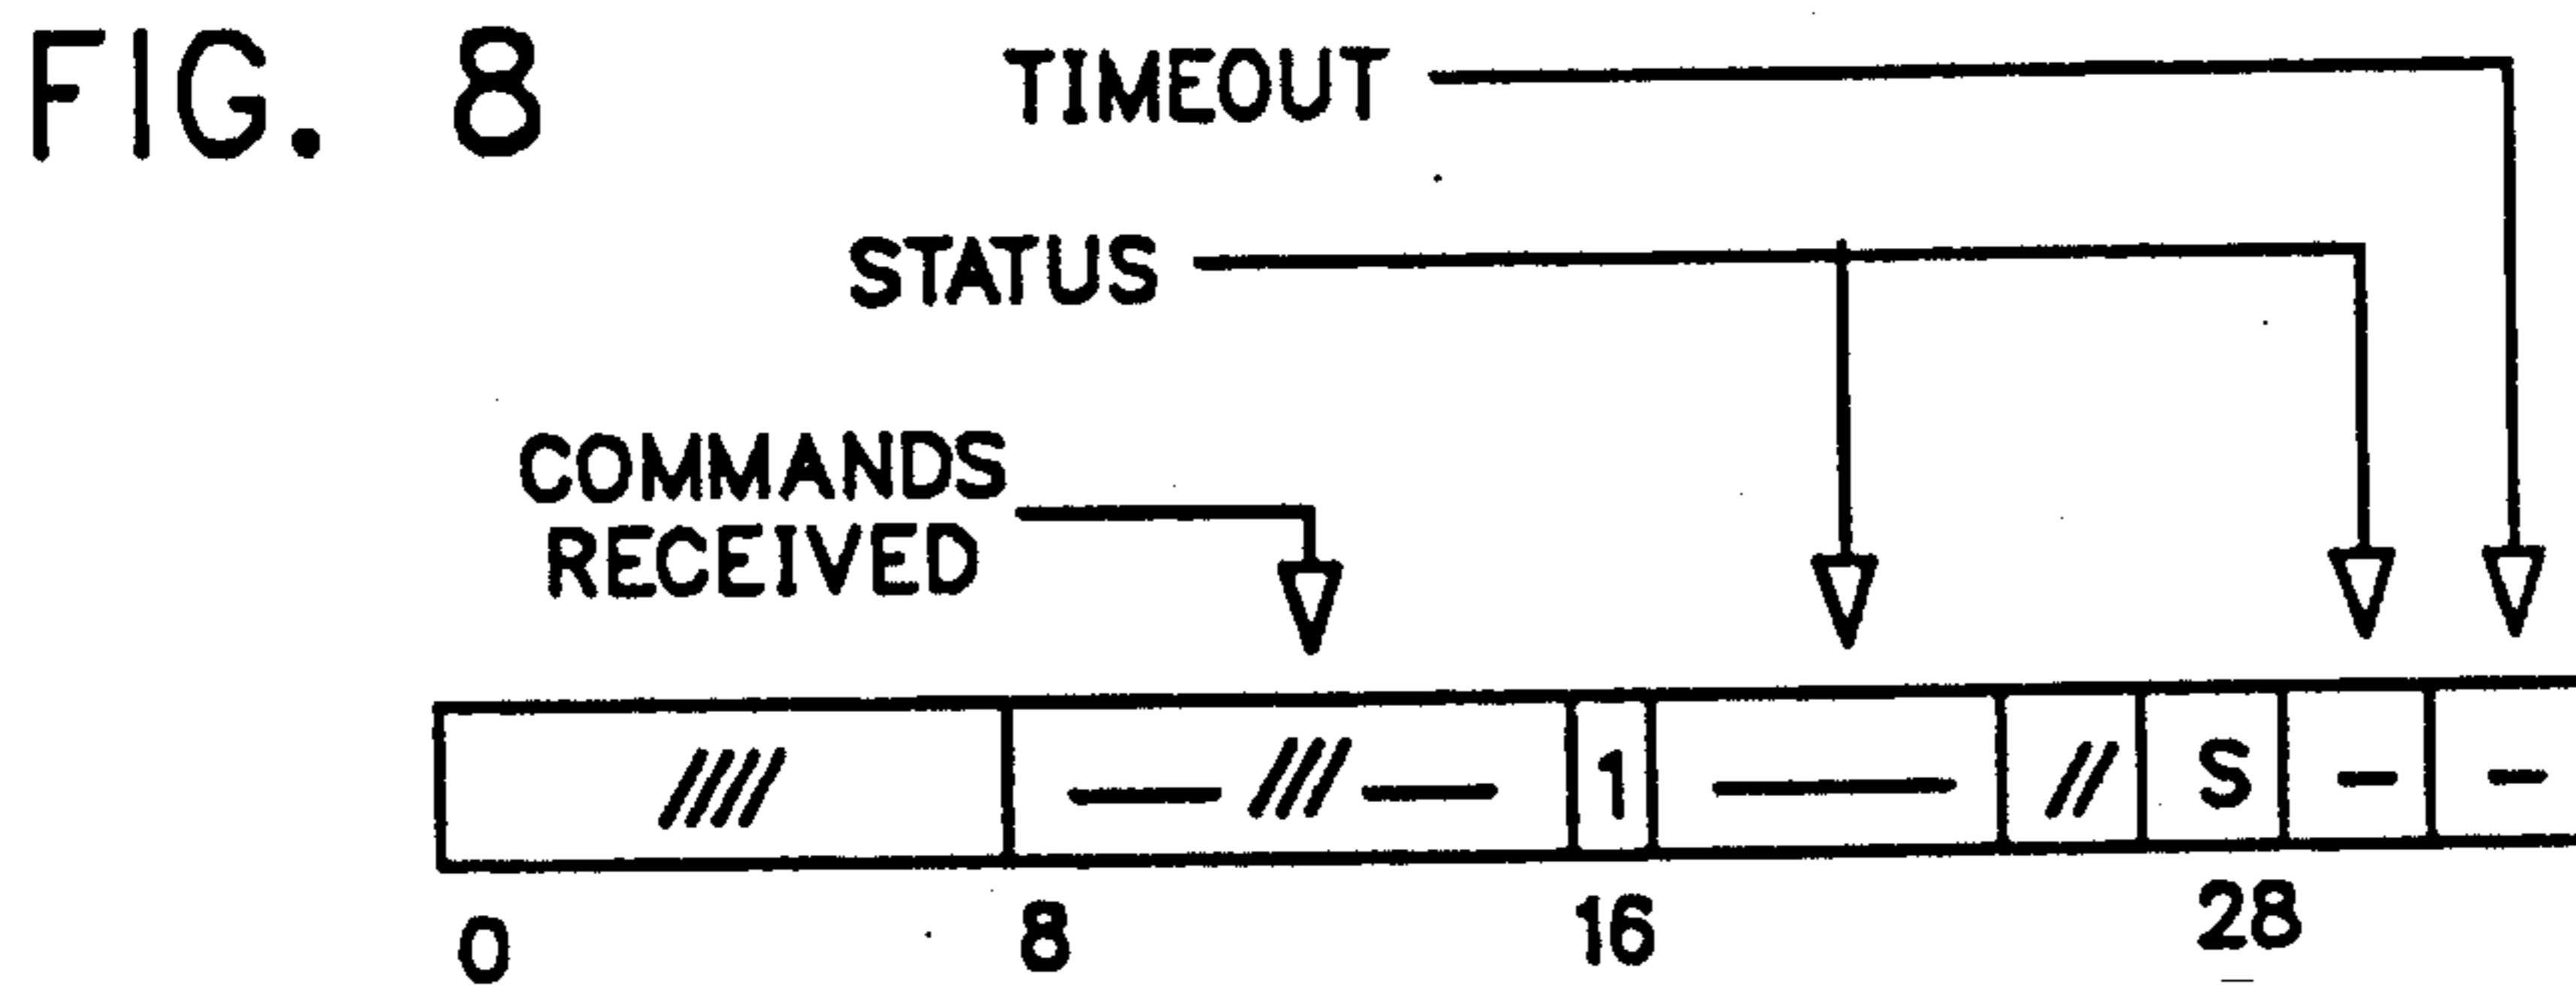 FIG. 8
TIMEOUT
STATUS
COMMANDS
RECEIVED
//// — /// — 1 — // S - -
0 8 16 28